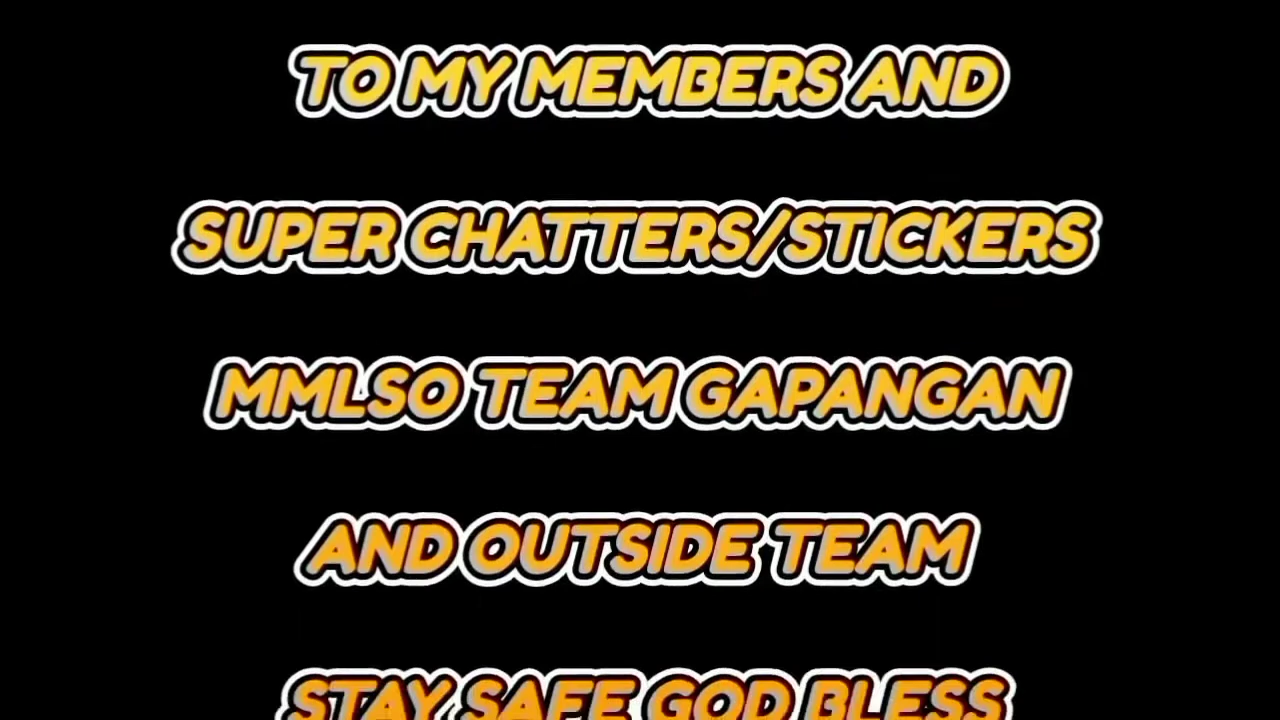 TO MY MEMBERS AND
SUPER CHATTERS/STICKERS
MMLSO TEAM GAPANGAN
AND OUTSIDE TEAM
STAY SAFE GOD BLESS